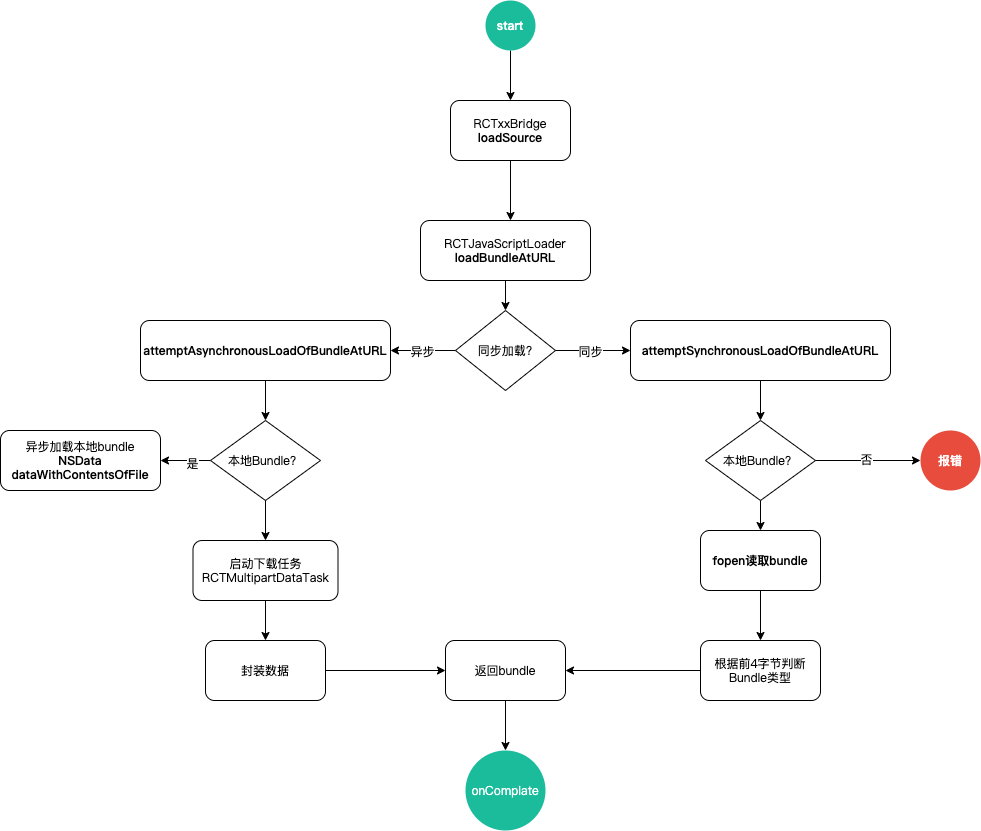 start
RCTxxBridge
loadSource
RCTJavaScriptLoader
loadBundleAtURL
attemptAsynchronousLoadOfBundleAtURL
异步
同步加载?
同步
attemptSynchronousLoadOfBundleAtURL
异步加载本地bundle
NSData
dataWithContentsOfFile
是
本地Bundle?
本地Bundle?
否
报错
启动下载任务
RCTMultipartDataTask
fopen读取bundle
封装数据
返回bundle
根据前4字节判断
Bundle类型
onComplate